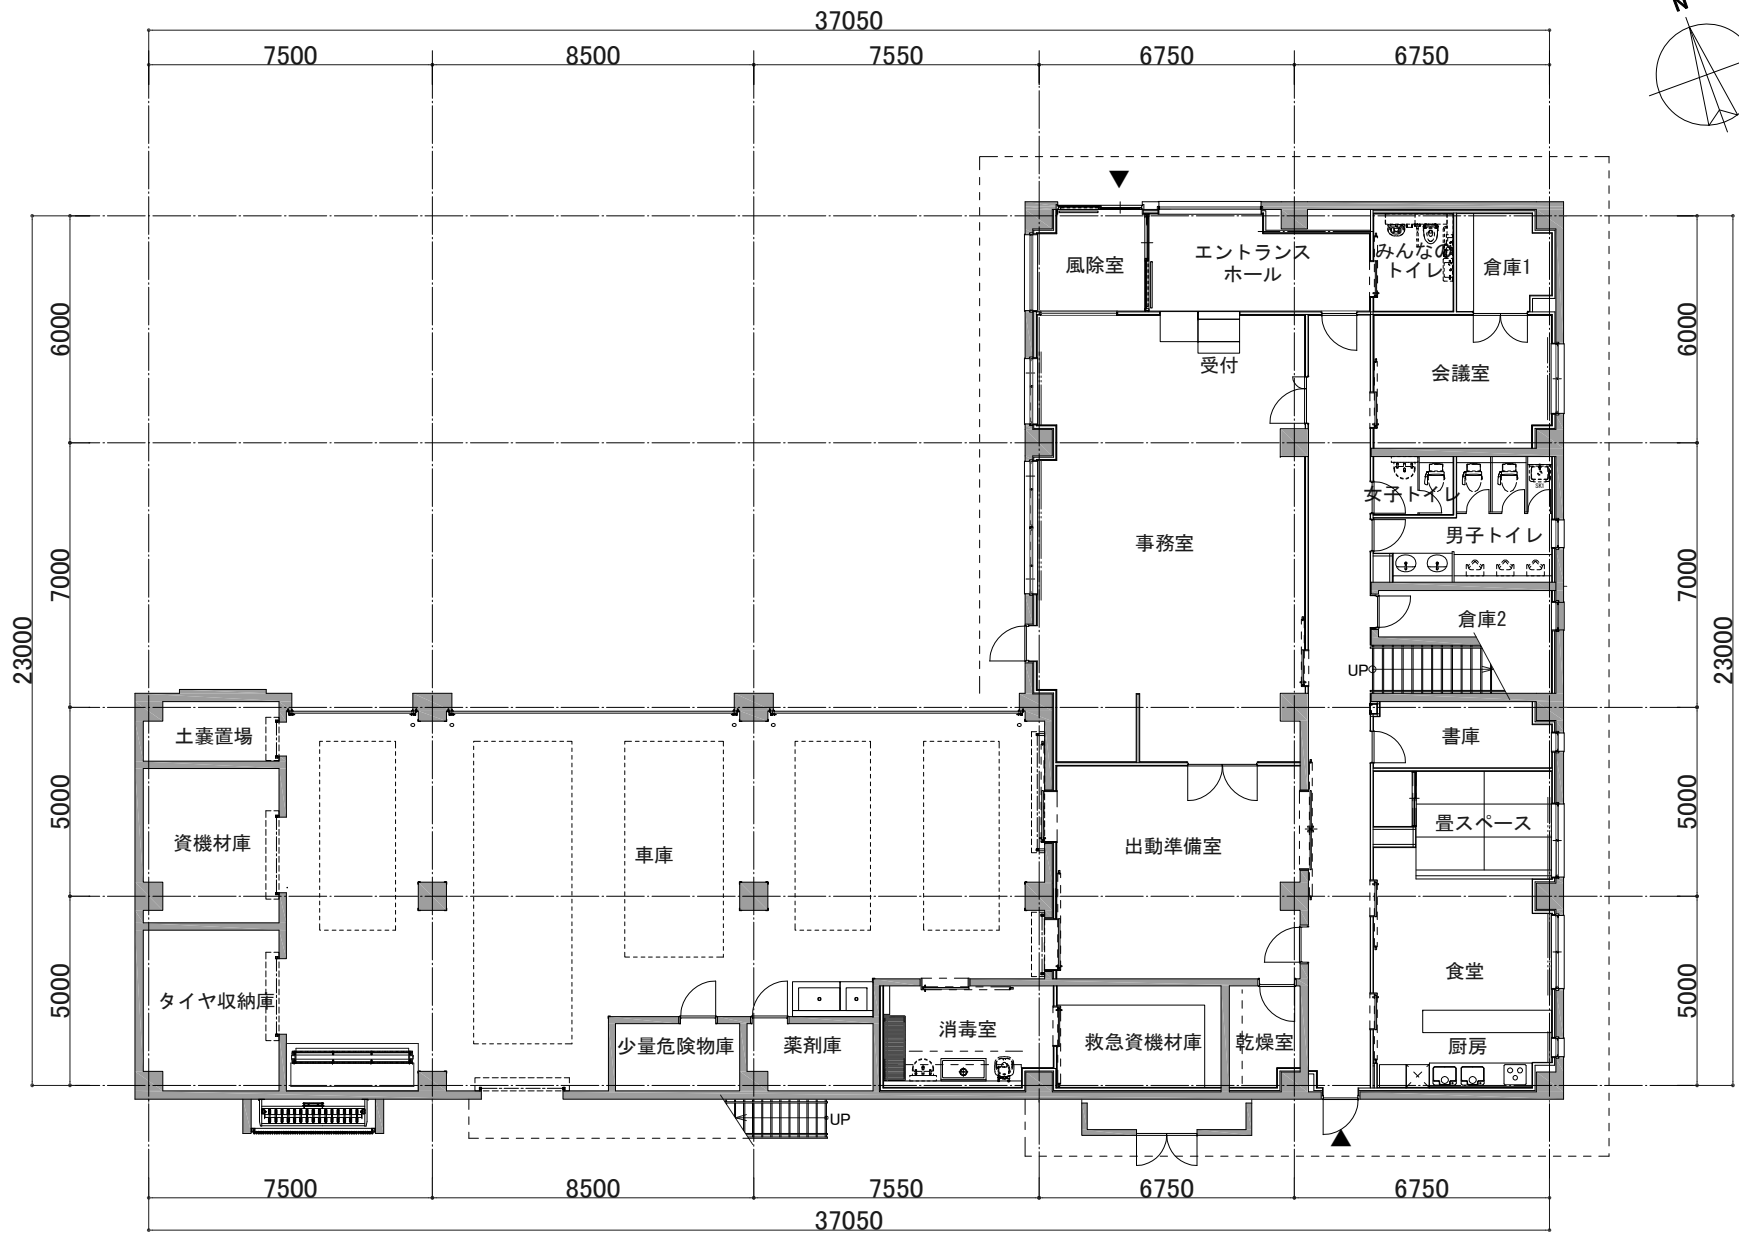 N
37050
7500
8500
7550
6750
6750
風除室
エントランス
ホール
みんなの
トイレ
倉庫1
6000
6000
受付
会議室
女子トイレ
SK1
男子トイレ
事務室
7000
7000
倉庫2
23000
23000
UP
土嚢置場
書庫
5000
5000
資機材庫
車庫
出動準備室
畳スペース
食堂
タイヤ収納庫
5000
5000
少量危険物庫
薬剤庫
消毒室
救急資機材庫
乾燥室
厨房
UP
7500
8500
7550
6750
6750
37050